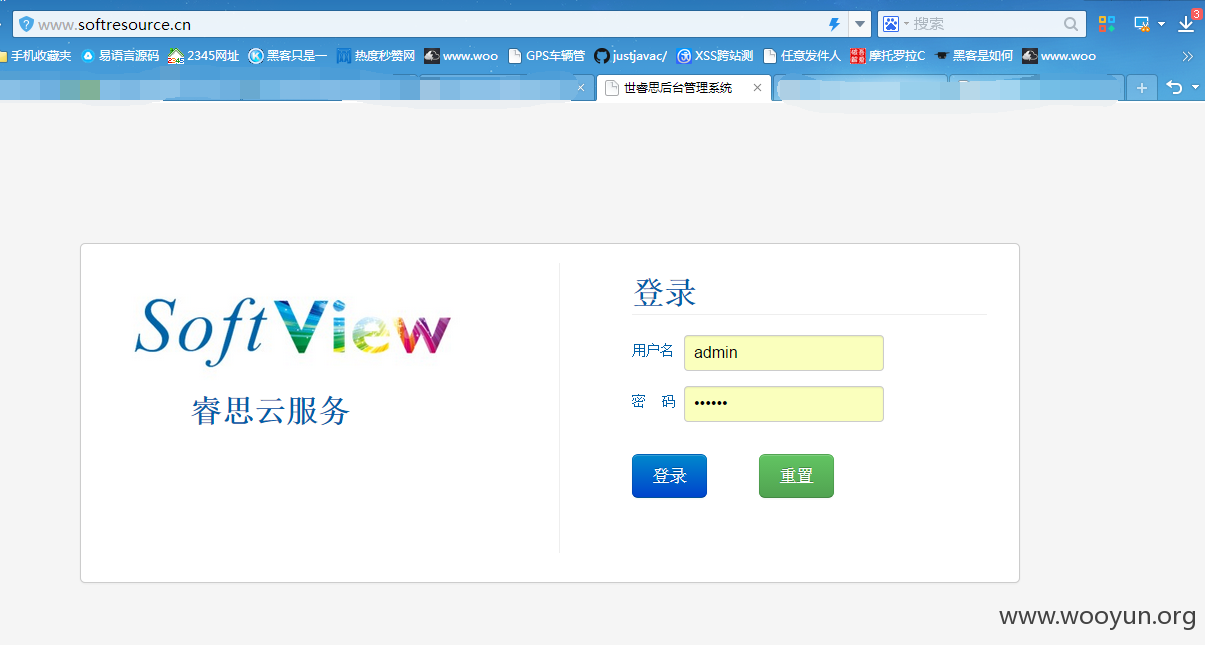 www.softresource.cn
搜索
3
手机收藏夹 易语言源码 2345网址 黑客只是一 热度秒赞网 www.woo GPS车辆管 justjavac/ XSS跨站测 任意发件人 摩托罗拉C 黑客是如何 www.woo
世睿思后台管理系统
SoftView
睿思云服务
登录
用户名 admin
密 码 ••••••
登录 重置
www.wooyun.org